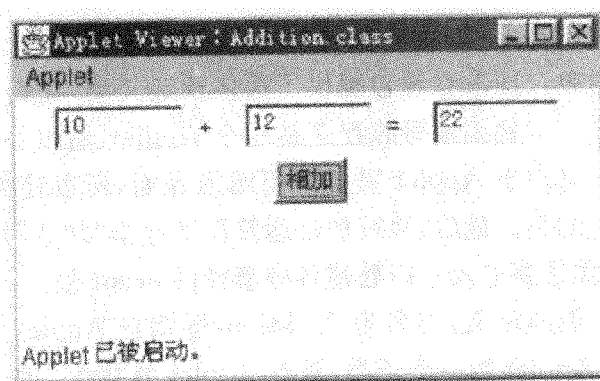 Applet Viewer: Addition.class
Applet
10 + 12 = 22
相加
Applet 已被启动。